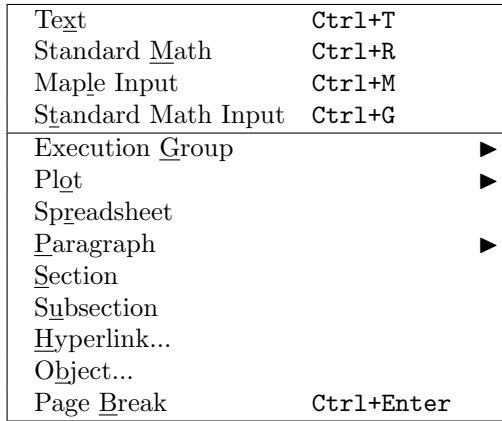 Text Ctrl+T
Standard Math Ctrl+R
Maple Input Ctrl+M
Standard Math Input Ctrl+G
Execution Group ▶
Plot ▶
Spreadsheet
Paragraph ▶
Section
Subsection
Hyperlink...
Object...
Page Break Ctrl+Enter